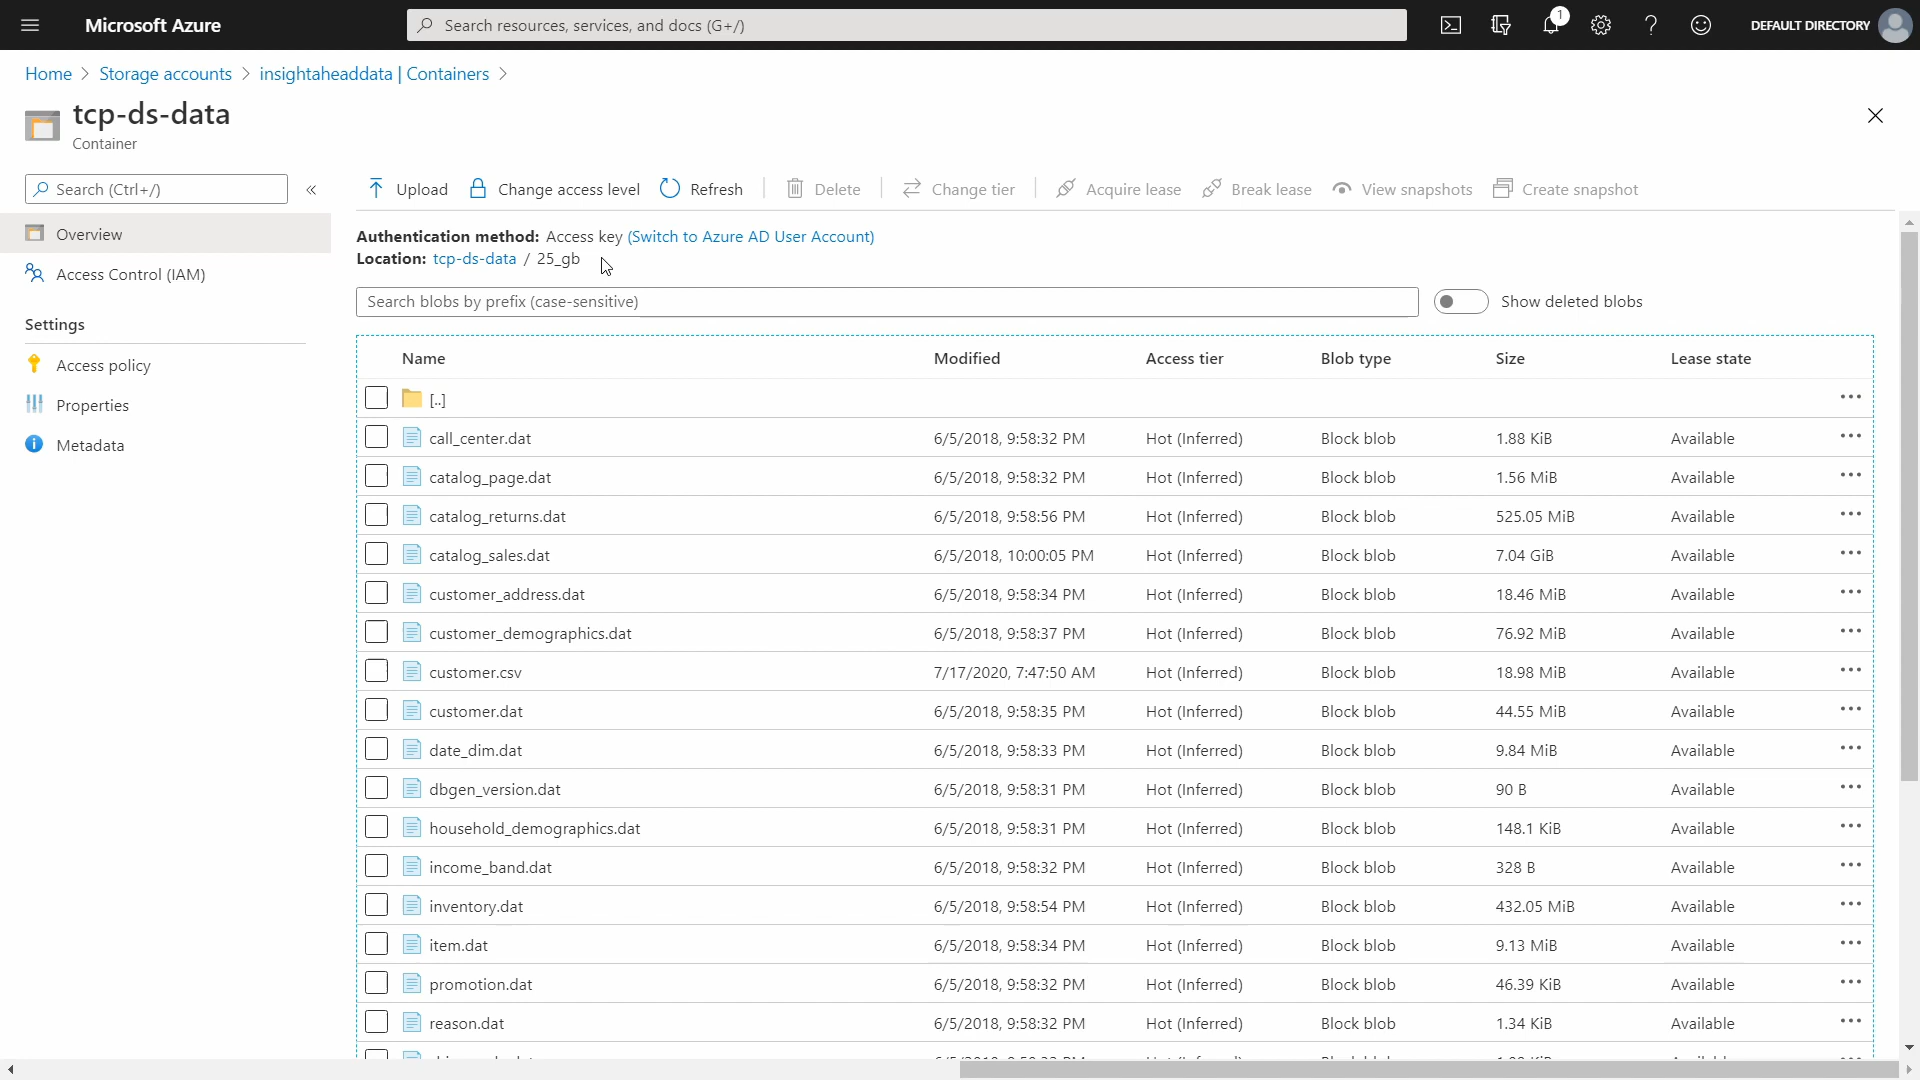 Microsoft Azure
Search resources, services, and docs (G+/)
1
DEFAULT DIRECTORY
Home > Storage accounts > insightaheaddata | Containers >
tcp-ds-data
Container
Search (Ctrl+/)
«
Upload
Change access level
Refresh
Delete
Change tier
Acquire lease
Break lease
View snapshots
Create snapshot
Overview
Access Control (IAM)
Settings
Access policy
Properties
Metadata
Authentication method: Access key (Switch to Azure AD User Account)
Location: tcp-ds-data / 25_gb
Search blobs by prefix (case-sensitive)
Show deleted blobs
Name Modified Access tier Blob type Size Lease state
[..]
call_center.dat 6/5/2018, 9:58:32 PM Hot (Inferred) Block blob 1.88 KiB Available
catalog_page.dat 6/5/2018, 9:58:32 PM Hot (Inferred) Block blob 1.56 MiB Available
catalog_returns.dat 6/5/2018, 9:58:56 PM Hot (Inferred) Block blob 525.05 MiB Available
catalog_sales.dat 6/5/2018, 10:00:05 PM Hot (Inferred) Block blob 7.04 GiB Available
customer_address.dat 6/5/2018, 9:58:34 PM Hot (Inferred) Block blob 18.46 MiB Available
customer_demographics.dat 6/5/2018, 9:58:37 PM Hot (Inferred) Block blob 76.92 MiB Available
customer.csv 7/17/2020, 7:47:50 AM Hot (Inferred) Block blob 18.98 MiB Available
customer.dat 6/5/2018, 9:58:35 PM Hot (Inferred) Block blob 44.55 MiB Available
date_dim.dat 6/5/2018, 9:58:33 PM Hot (Inferred) Block blob 9.84 MiB Available
dbgen_version.dat 6/5/2018, 9:58:31 PM Hot (Inferred) Block blob 90 B Available
household_demographics.dat 6/5/2018, 9:58:31 PM Hot (Inferred) Block blob 148.1 KiB Available
income_band.dat 6/5/2018, 9:58:32 PM Hot (Inferred) Block blob 328 B Available
inventory.dat 6/5/2018, 9:58:54 PM Hot (Inferred) Block blob 432.05 MiB Available
item.dat 6/5/2018, 9:58:34 PM Hot (Inferred) Block blob 9.13 MiB Available
promotion.dat 6/5/2018, 9:58:32 PM Hot (Inferred) Block blob 46.39 KiB Available
reason.dat 6/5/2018, 9:58:32 PM Hot (Inferred) Block blob 1.34 KiB Available